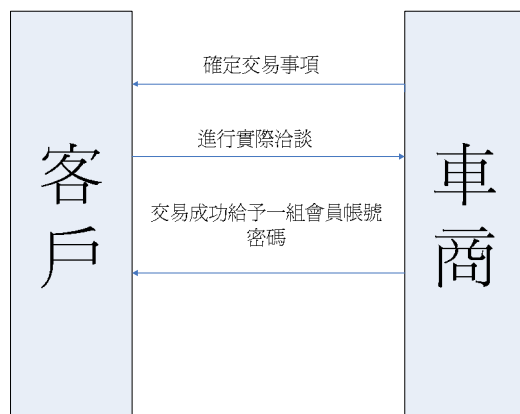 確定交易事項
進行實際洽談
交易成功給予一組會員帳號
密碼
客戶
車商